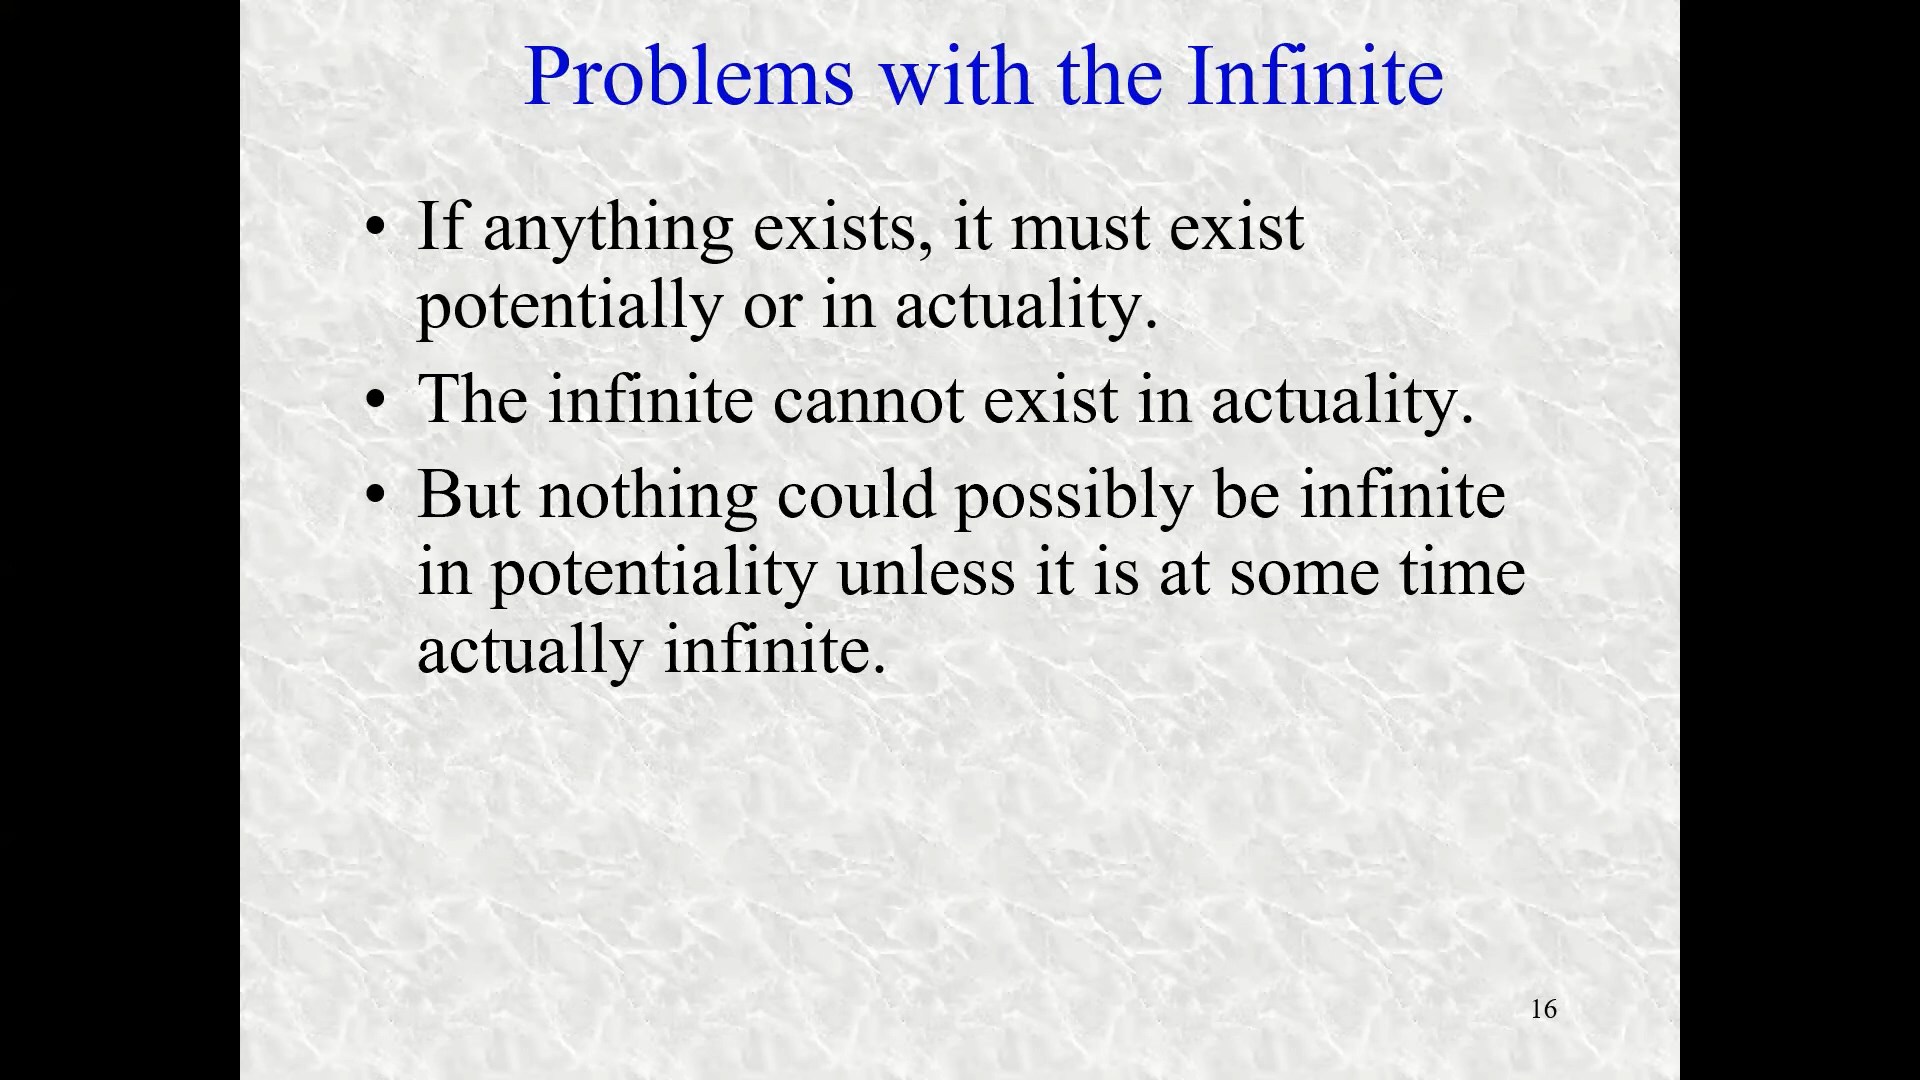 Problems with the Infinite
• If anything exists, it must exist
potentially or in actuality.
• The infinite cannot exist in actuality.
• But nothing could possibly be infinite
in potentiality unless it is at some time
actually infinite.
16